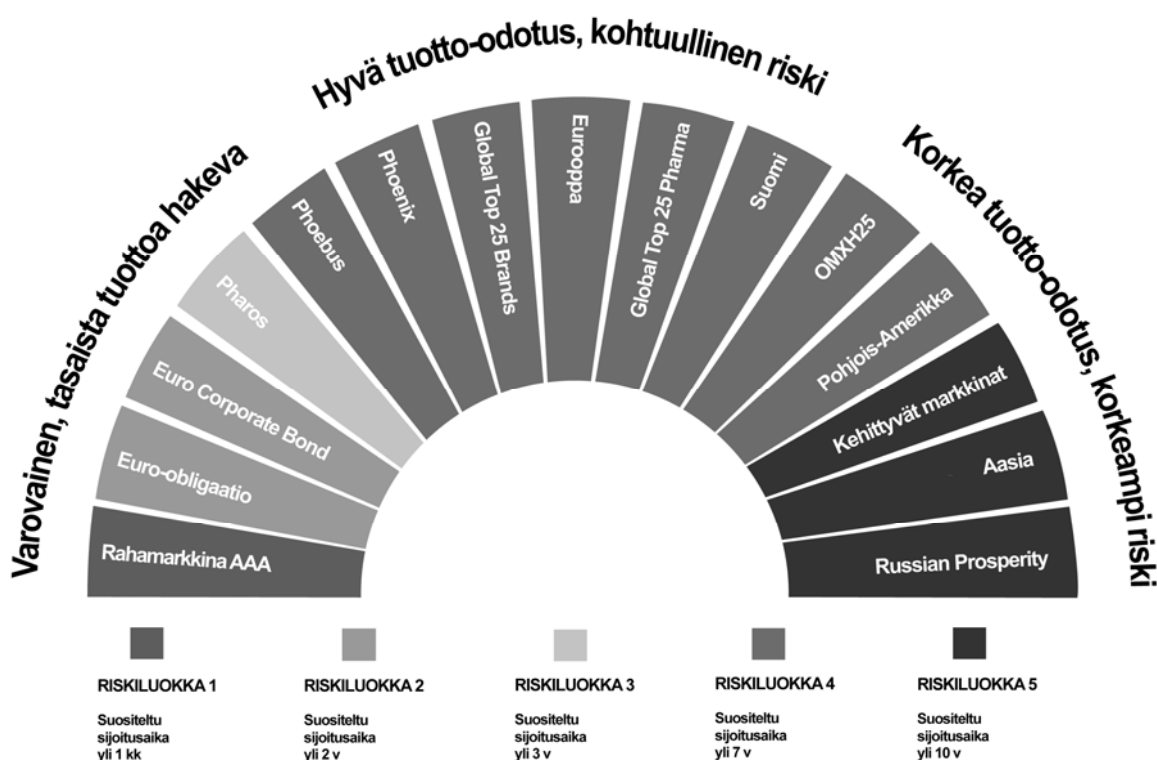 Varovainen, tasaista tuottoa hakeva
Hyvä tuotto-odotus, kohtuullinen riski
Korkea tuotto-odotus, korkeampi riski
Rahamarkkina AAA
Euro-obligaatio
Euro Corporate Bond
Pharos
Phoebus
Phoenix
Global Top 25 Brands
Eurooppa
Global Top 25 Pharma
Suomi
OMXH25
Pohjois-Amerikka
Kehittyvät markkinat
Aasia
Russian Prosperity
RISKILUOKKA 1
Suositeltu
sijoitusaika
yli 1 kk
RISKILUOKKA 2
Suositeltu
sijoitusaika
yli 2 v
RISKILUOKKA 3
Suositeltu
sijoitusaika
yli 3 v
RISKILUOKKA 4
Suositeltu
sijoitusaika
yli 7 v
RISKILUOKKA 5
Suositeltu
sijoitusaika
yli 10 v